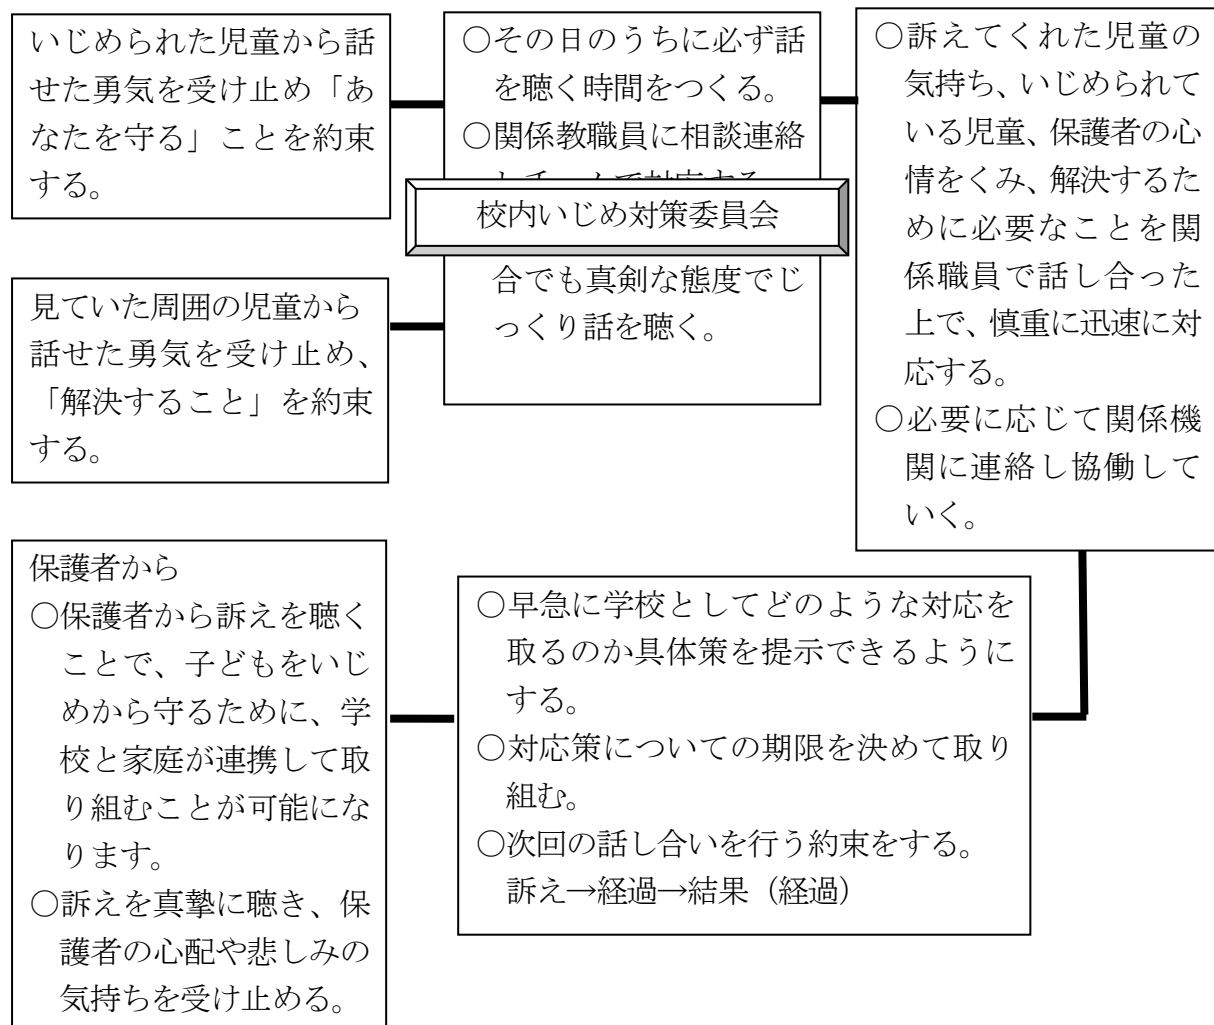 いじめられた児童から話
せた勇気を受け止め「あ
なたを守る」ことを約束
する。
見ていた周囲の児童から
話せた勇気を受け止め、
「解決すること」を約束
する。
○その日のうちに必ず話
を聴く時間をつくる。
○関係教職員に相談連絡
しチームで対応する。
校内いじめ対策委員会
合でも真剣な態度でじ
っくり話を聴く。
○訴えてくれた児童の
気持ち、いじめられて
いる児童、保護者の心
情をくみ、解決するた
めに必要なことを関
係職員で話し合った
上で、慎重に迅速に対
応する。
○必要に応じて関係機
関に連絡し協働して
いく。
保護者から
○保護者から訴えを聴く
ことで、子どもをいじ
めから守るために、学
校と家庭が連携して取
り組むことが可能にな
ります。
○訴えを真摯に聴き、保
護者の心配や悲しみの
気持ちを受け止める。
○早急に学校としてどのような対応を
取るのか具体策を提示できるように
する。
○対応策についての期限を決めて取り
組む。
○次回の話し合いを行う約束をする。
訴え→経過→結果（経過）